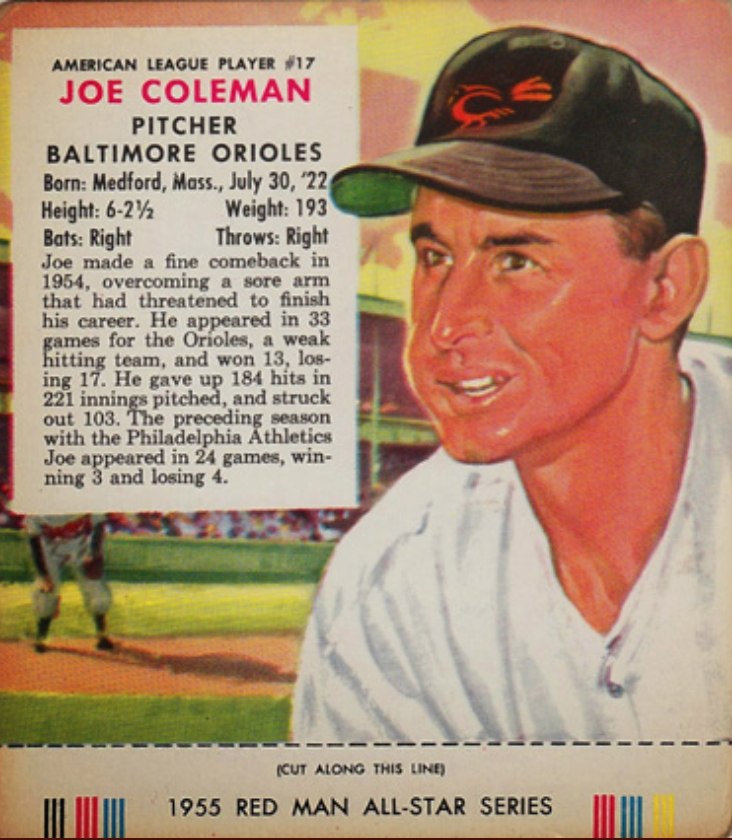 AMERICAN LEAGUE PLAYER #17
JOE COLEMAN
PITCHER
BALTIMORE ORIOLES
Born: Medford, Mass., July 30, '22
Height: 6-2½ Weight: 193
Bats: Right Throws: Right
Joe made a fine comeback in
1954, overcoming a sore arm
that had threatened to finish
his career. He appeared in 33
games for the Orioles, a weak
hitting team, and won 13, los-
ing 17. He gave up 184 hits in
221 innings pitched, and struck
out 103. The preceding season
with the Philadelphia Athletics
Joe appeared in 24 games, win-
ning 3 and losing 4.
(CUT ALONG THIS LINE)
1955 RED MAN ALL-STAR SERIES